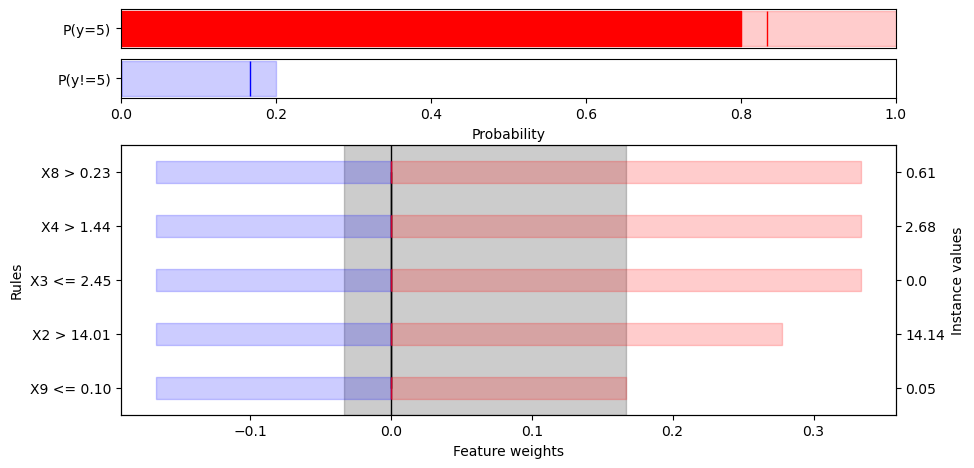 P(y=5)
P(y!=5)
0.0 0.2 0.4 0.6 0.8 1.0
Probability
X8 > 0.23 0.61
X4 > 1.44 2.68
X3 <= 2.45 0.0
X2 > 14.01 14.14
X9 <= 0.10 0.05
Rules
Instance values
−0.1 0.0 0.1 0.2 0.3
Feature weights